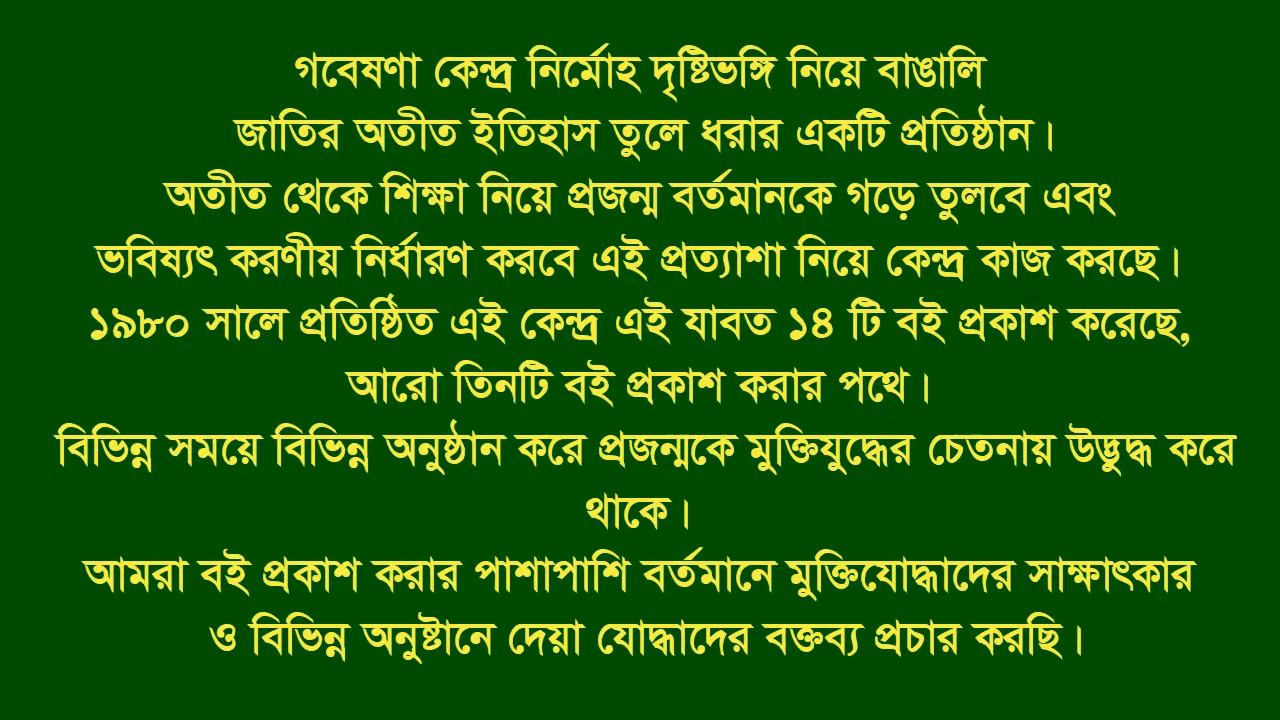 গবেষণা কেন্দ্র নির্মোহ দৃষ্টিভঙ্গি নিয়ে বাঙালি
জাতির অতীত ইতিহাস তুলে ধরার একটি প্রতিষ্ঠান।
অতীত থেকে শিক্ষা নিয়ে প্রজন্ম বর্তমানকে গড়ে তুলবে এবং
ভবিষ্যৎ করণীয় নির্ধারণ করবে এই প্রত্যাশা নিয়ে কেন্দ্র কাজ করছে।
১৯৮০ সালে প্রতিষ্ঠিত এই কেন্দ্র এই যাবত ১৪ টি বই প্রকাশ করেছে,
আরো তিনটি বই প্রকাশ করার পথে।
বিভিন্ন সময়ে বিভিন্ন অনুষ্ঠান করে প্রজন্মকে মুক্তিযুদ্ধের চেতনায় উদ্ভুদ্ধ করে
থাকে।
আমরা বই প্রকাশ করার পাশাপাশি বর্তমানে মুক্তিযোদ্ধাদের সাক্ষাৎকার
ও বিভিন্ন অনুষ্টানে দেয়া যোদ্ধাদের বক্তব্য প্রচার করছি।